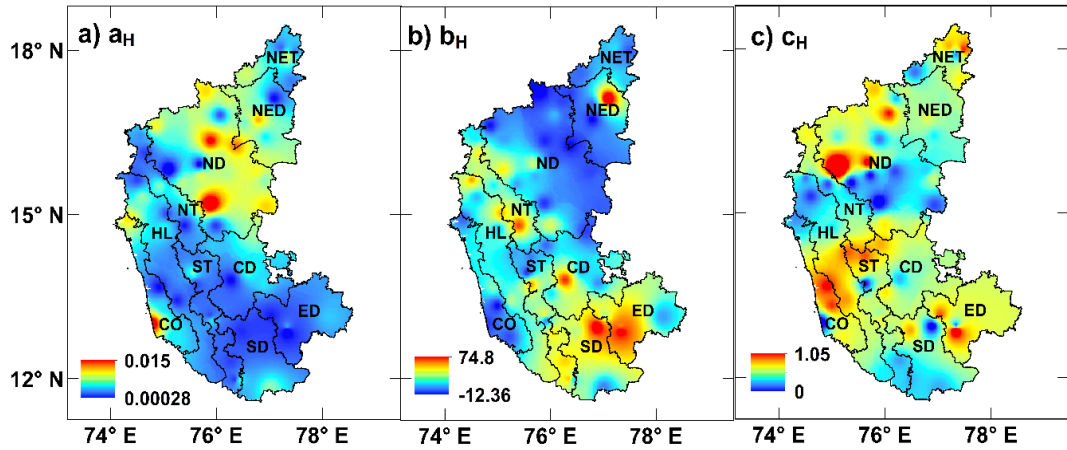 a) aH
18° N
15° N
12° N
NET
NED
ND
NT
HL
ST
CD
CO
ED
SD
0.015
0.00028
74° E
76° E
78° E
b) bH
NET
NED
ND
NT
HL
ST
CD
CO
ED
SD
74.8
-12.36
74° E
76° E
78° E
c) cH
NET
NED
ND
NT
HL
ST
CD
CO
ED
SD
1.05
0
74° E
76° E
78° E